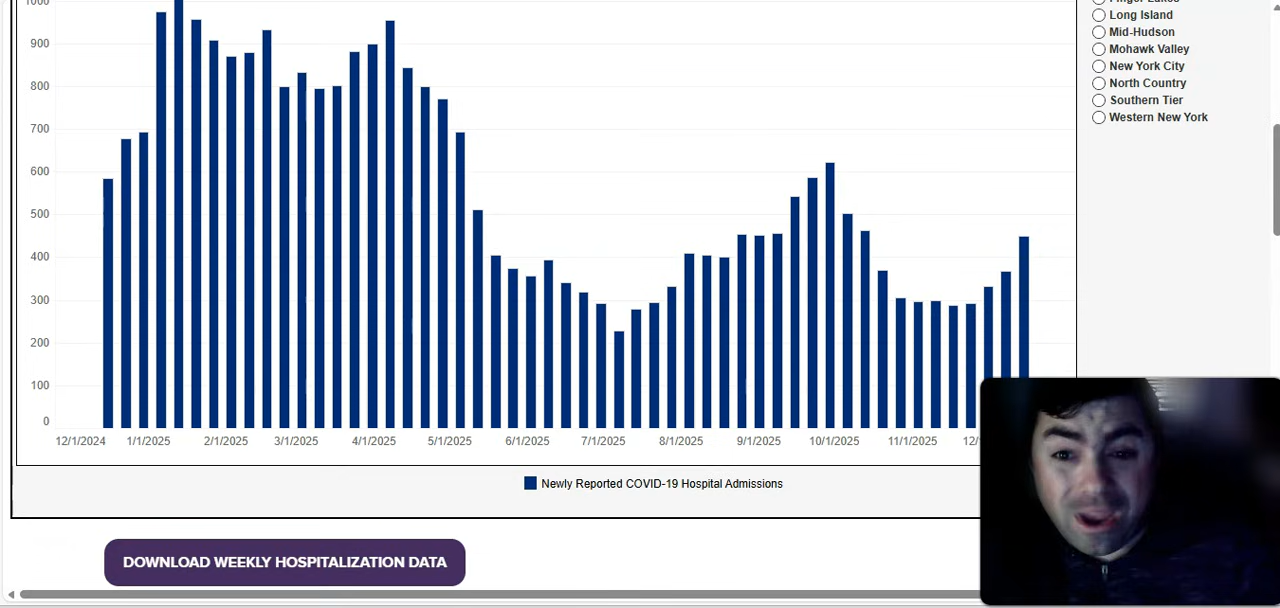 1000
900
800
700
600
500
400
300
200
100
0
12/1/2024 1/1/2025 2/1/2025 3/1/2025 4/1/2025 5/1/2025 6/1/2025 7/1/2025 8/1/2025 9/1/2025 10/1/2025 11/1/2025
Newly Reported COVID-19 Hospital Admissions
DOWNLOAD WEEKLY HOSPITALIZATION DATA
Finger Lakes
Long Island
Mid-Hudson
Mohawk Valley
New York City
North Country
Southern Tier
Western New York